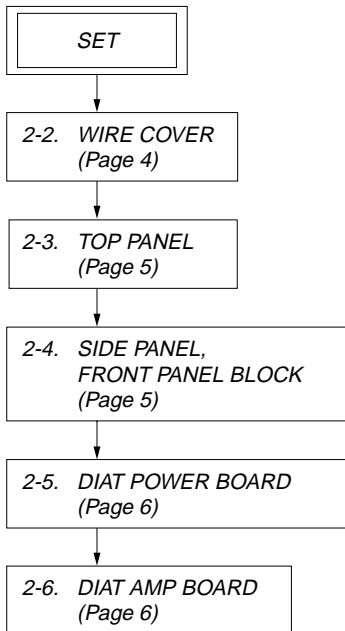 SET
2-2. WIRE COVER
(Page 4)
2-3. TOP PANEL
(Page 5)
2-4. SIDE PANEL,
FRONT PANEL BLOCK
(Page 5)
2-5. DIAT POWER BOARD
(Page 6)
2-6. DIAT AMP BOARD
(Page 6)